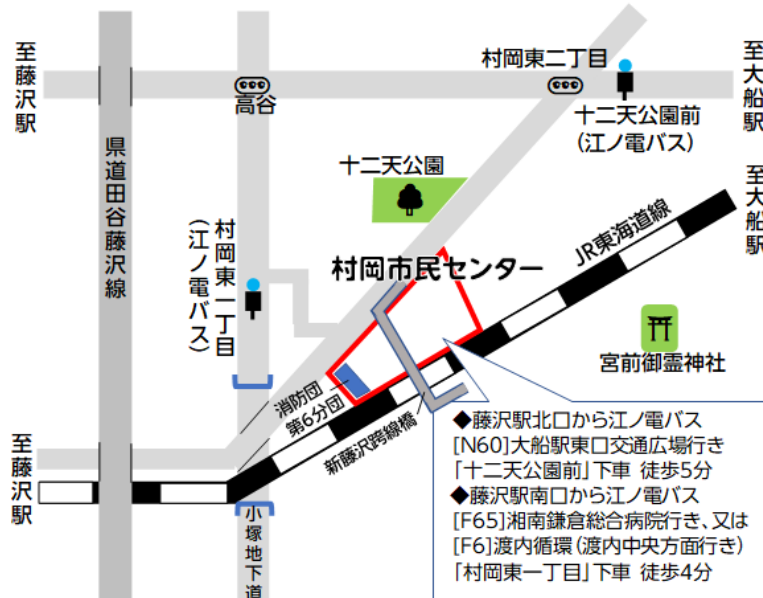 至藤沢駅
村岡東二丁目
至大船駅
高谷
十二天公園前
(江ノ電バス)
県道田谷藤沢線
十二天公園
至大船駅
JR東海道線
村岡東一丁目
(江ノ電バス)
村岡市民センター
宮前御霊神社
消防団
第6分団
新藤沢跨線橋
至藤沢駅
小塚地下道
◆藤沢駅北口から江ノ電バス
[N60]大船駅東口交通広場行き
「十二天公園前」下車 徒歩5分
◆藤沢駅南口から江ノ電バス
[F65]湘南鎌倉総合病院行き、又は
[F6]渡内循環(渡内中央方面行き)
「村岡東一丁目」下車 徒歩4分